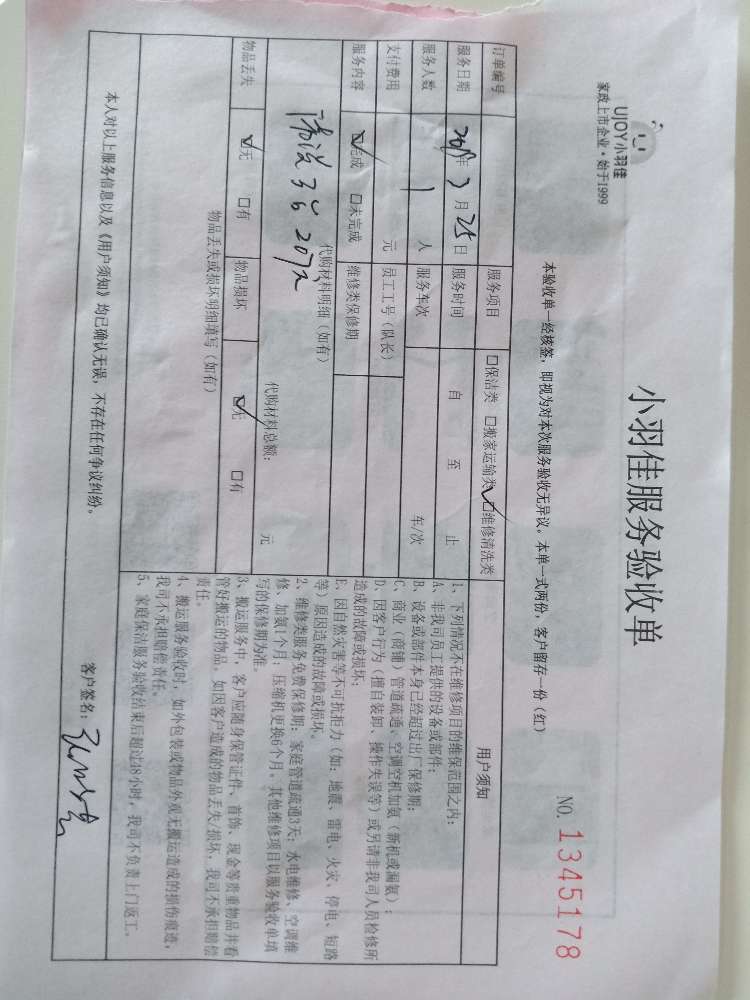 UJOY小羽佳
家政上市企业·始于1999
小羽佳服务验收单
NO. 1345178
本验收单一经核签，即视为对本次服务验收无异议。本单一式两份，客户留存一份（红）
订单编号 服务项目 □保洁类 □搬家运输类 ☑维修清洗类
服务日期 年 3 月 25 日 服务时间 自 至 止
服务人数 1 人 服务车次 车/次
支付费用 元 员工工号（队长）
服务内容 ☑完成 □未完成 维修类保修期
代购材料明细（如有）
清洗 207元
代购材料总额： 元
物品丢失 ☑无 □有 物品损坏 ☑无 □有
物品丢失或损坏明细填写（如有）
用户须知
1、下列情况不在维修项目的维保范围之内：
A、非我司员工提供的设备或部件；
B、设备或部件本身已经超过出厂保修期；
C、商业（商铺）管道疏通、空调空机加氨（新机或漏氨）；
D、因客户行为（擅自装卸、操作失误等）或另请非我司人员检修所
造成的故障或损坏；
E、因自然灾害等不可抗拒力（如：地震、雷电、火灾、停电、短路
等）原因造成的故障或损坏。
2、维修类服务免费保修期：家庭管道疏通3天；水电维修、空调维
修、加氨1个月；压缩机更换6个月。其他维修项目以服务验收单填
写的保修期为准。
3、搬运服务中，客户应随身保管证件、首饰、现金等贵重物品并看
管好搬运的物品。如因客户造成的物品丢失/损坏，我司不承担赔偿
责任。
4、搬运服务验收时，如外包装或物品外观无搬运造成的损伤痕迹，
我司不承担赔偿责任。
5、家庭保洁服务验收结束后超过48小时，我司不负责上门返工。
本人对以上服务信息以及《用户须知》均已确认无误，不存在任何争议纠纷。
客户签名：